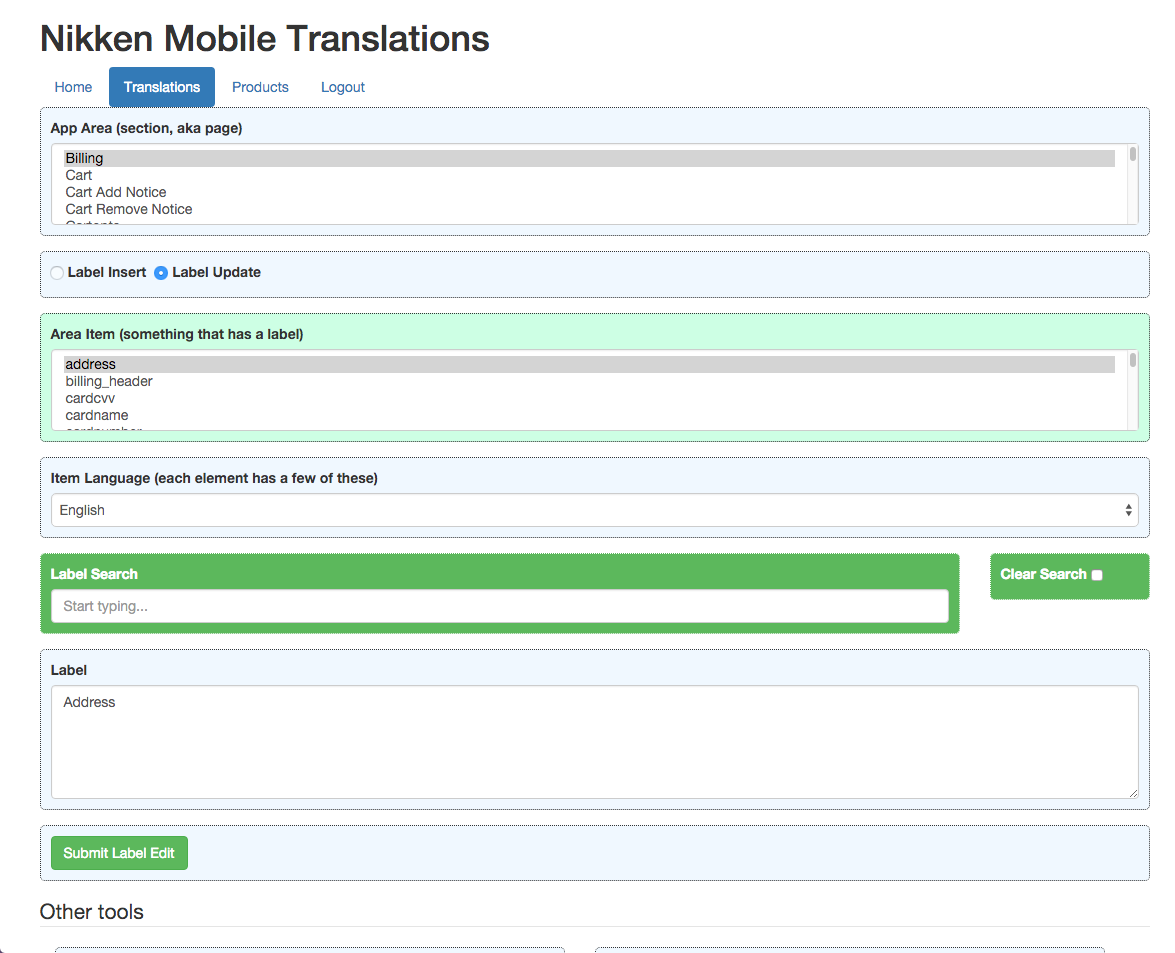 Nikken Mobile Translations
Home Translations Products Logout
App Area (section, aka page)
Billing
Cart
Cart Add Notice
Cart Remove Notice
Label Insert Label Update
Area Item (something that has a label)
address
billing_header
cardcvv
cardname
Item Language (each element has a few of these)
English
Label Search
Clear Search
Start typing...
Label
Address
Submit Label Edit
Other tools